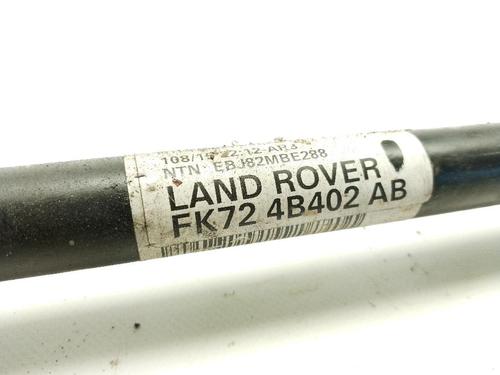 NTN EBJ82MBE288
LAND ROVER
FK72 4B402 AB